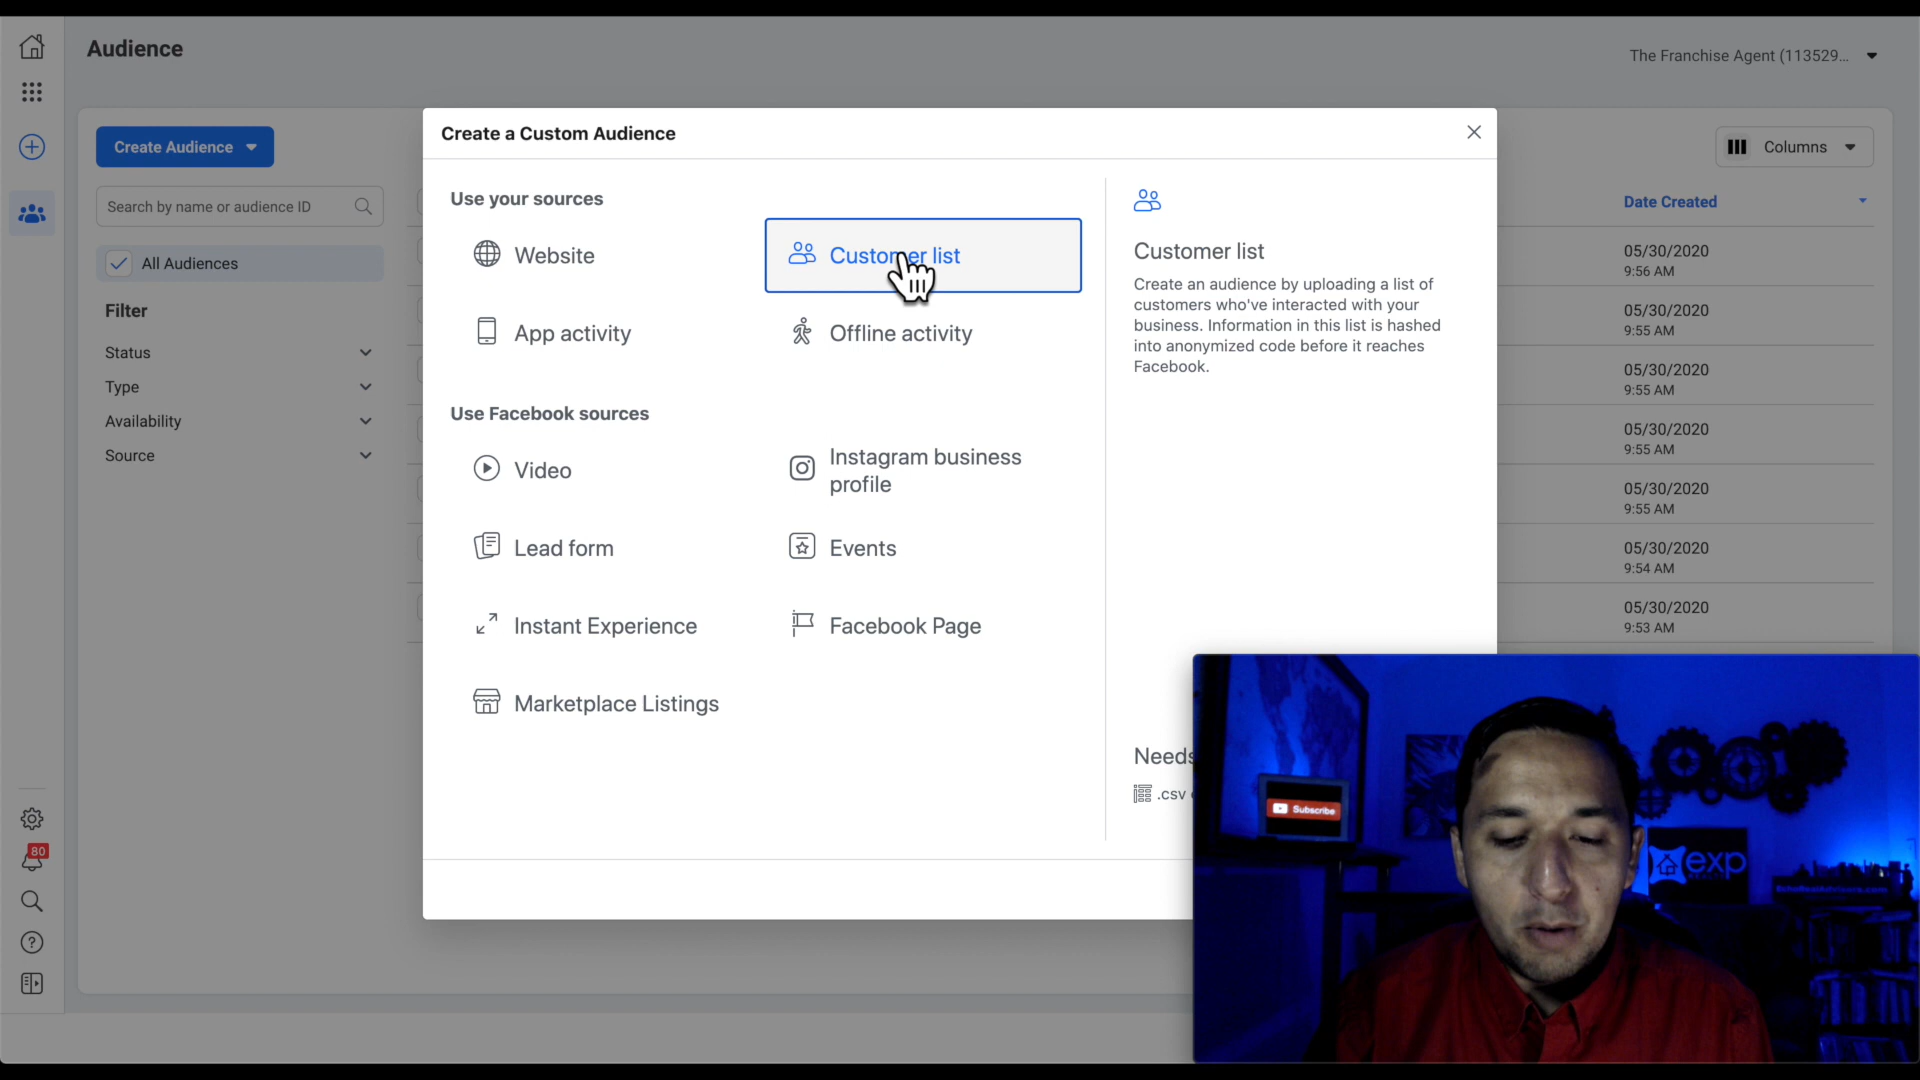 Audience
The Franchise Agent (113529...
Create Audience
Search by name or audience ID
All Audiences
Filter
Status
Type
Availability
Source
Create a Custom Audience
Use your sources
Website
Customer list
App activity
Offline activity
Use Facebook sources
Video
Instagram business
profile
Lead form
Events
Instant Experience
Facebook Page
Marketplace Listings
Customer list
Create an audience by uploading a list of
customers who've interacted with your
business. Information in this list is hashed
into anonymized code before it reaches
Facebook.
Needs
.csv
Columns
Date Created
05/30/2020
9:56 AM
05/30/2020
9:55 AM
05/30/2020
9:55 AM
05/30/2020
9:55 AM
05/30/2020
9:55 AM
05/30/2020
9:54 AM
05/30/2020
9:53 AM
80
Subscribe
exp